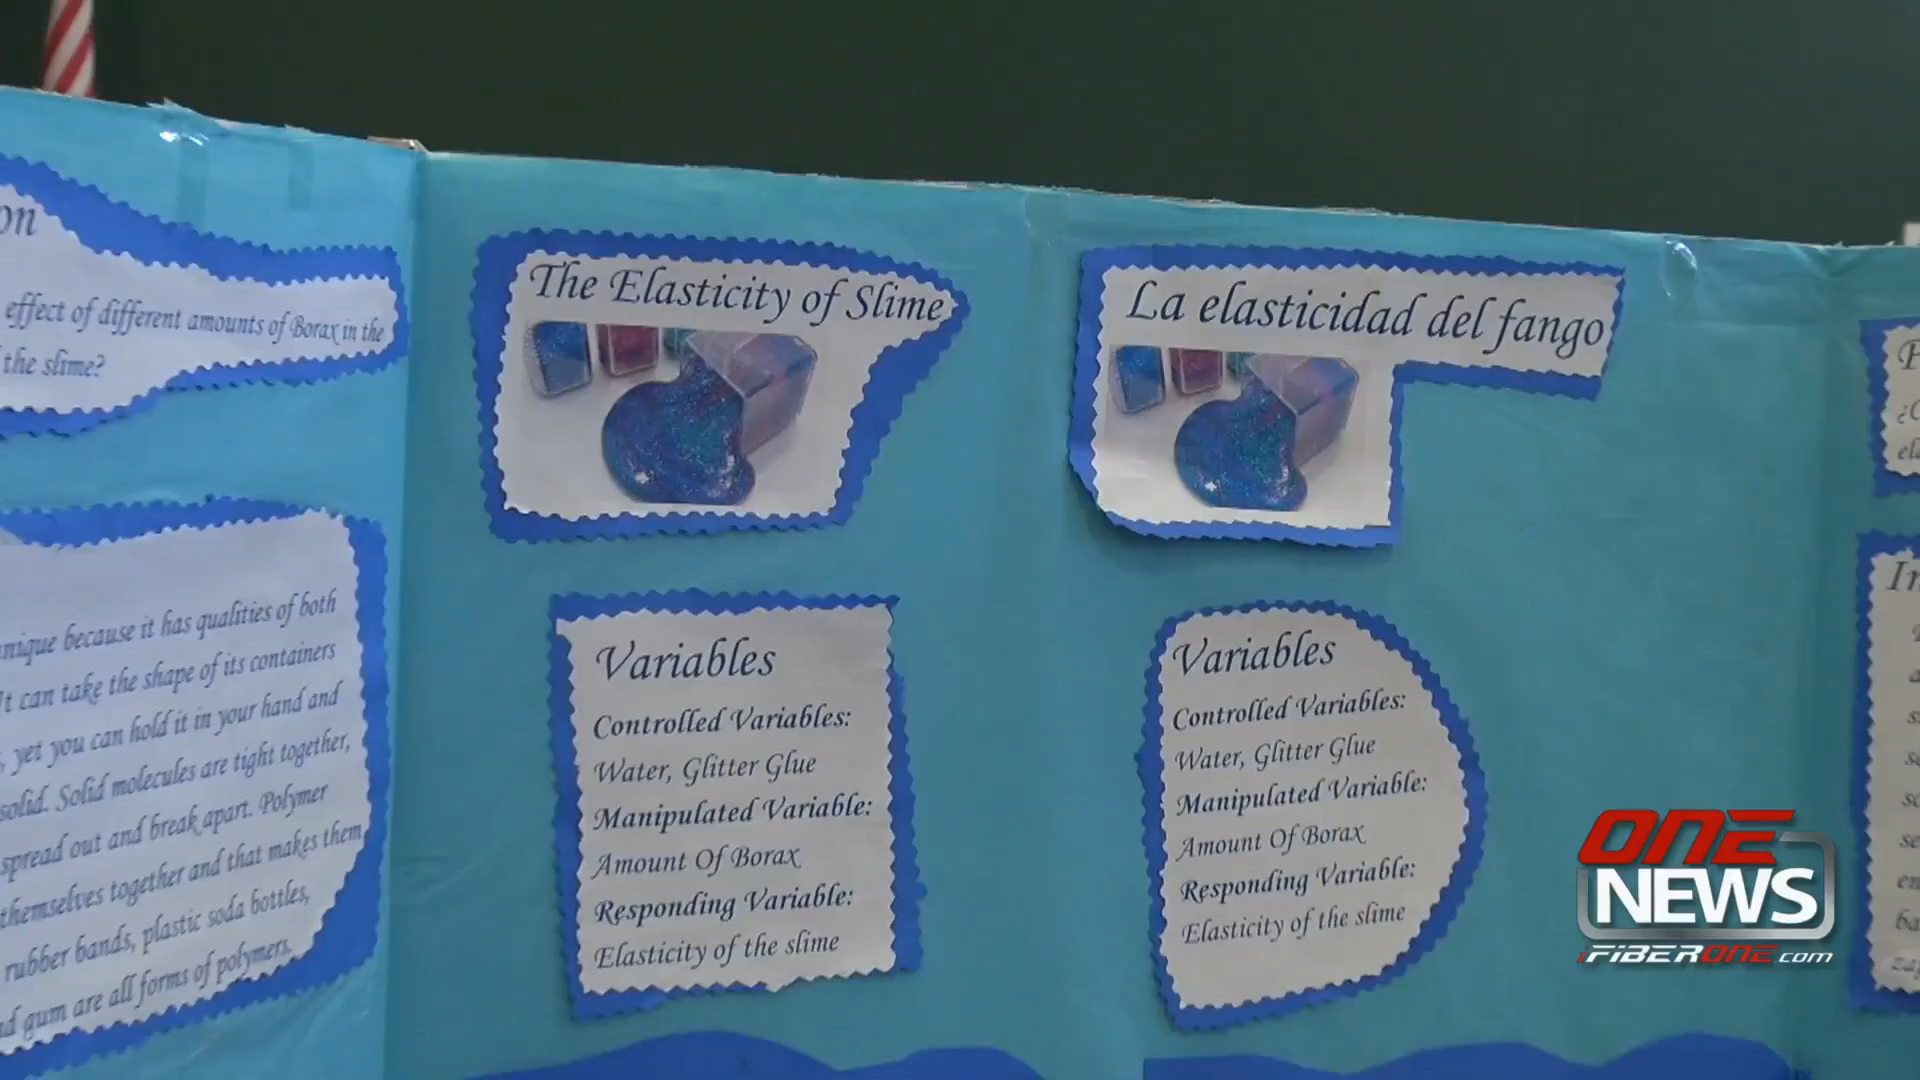 on
effect of different amounts of Borax in the
the slime?
unique because it has qualities of both
It can take the shape of its containers
, yet you can hold it in your hand and
solid. Solid molecules are tight together,
spread out and break apart. Polymer
themselves together and that makes them
rubber bands, plastic soda bottles,
gum are all forms of polymers.
The Elasticity of Slime
Variables
Controlled Variables:
Water, Glitter Glue
Manipulated Variable:
Amount Of Borax
Responding Variable:
Elasticity of the slime
La elasticidad del fango
Variables
Controlled Variables:
Water, Glitter Glue
Manipulated Variable:
Amount Of Borax
Responding Variable:
Elasticity of the slime
ONE
NEWS
iFIBERONE.com